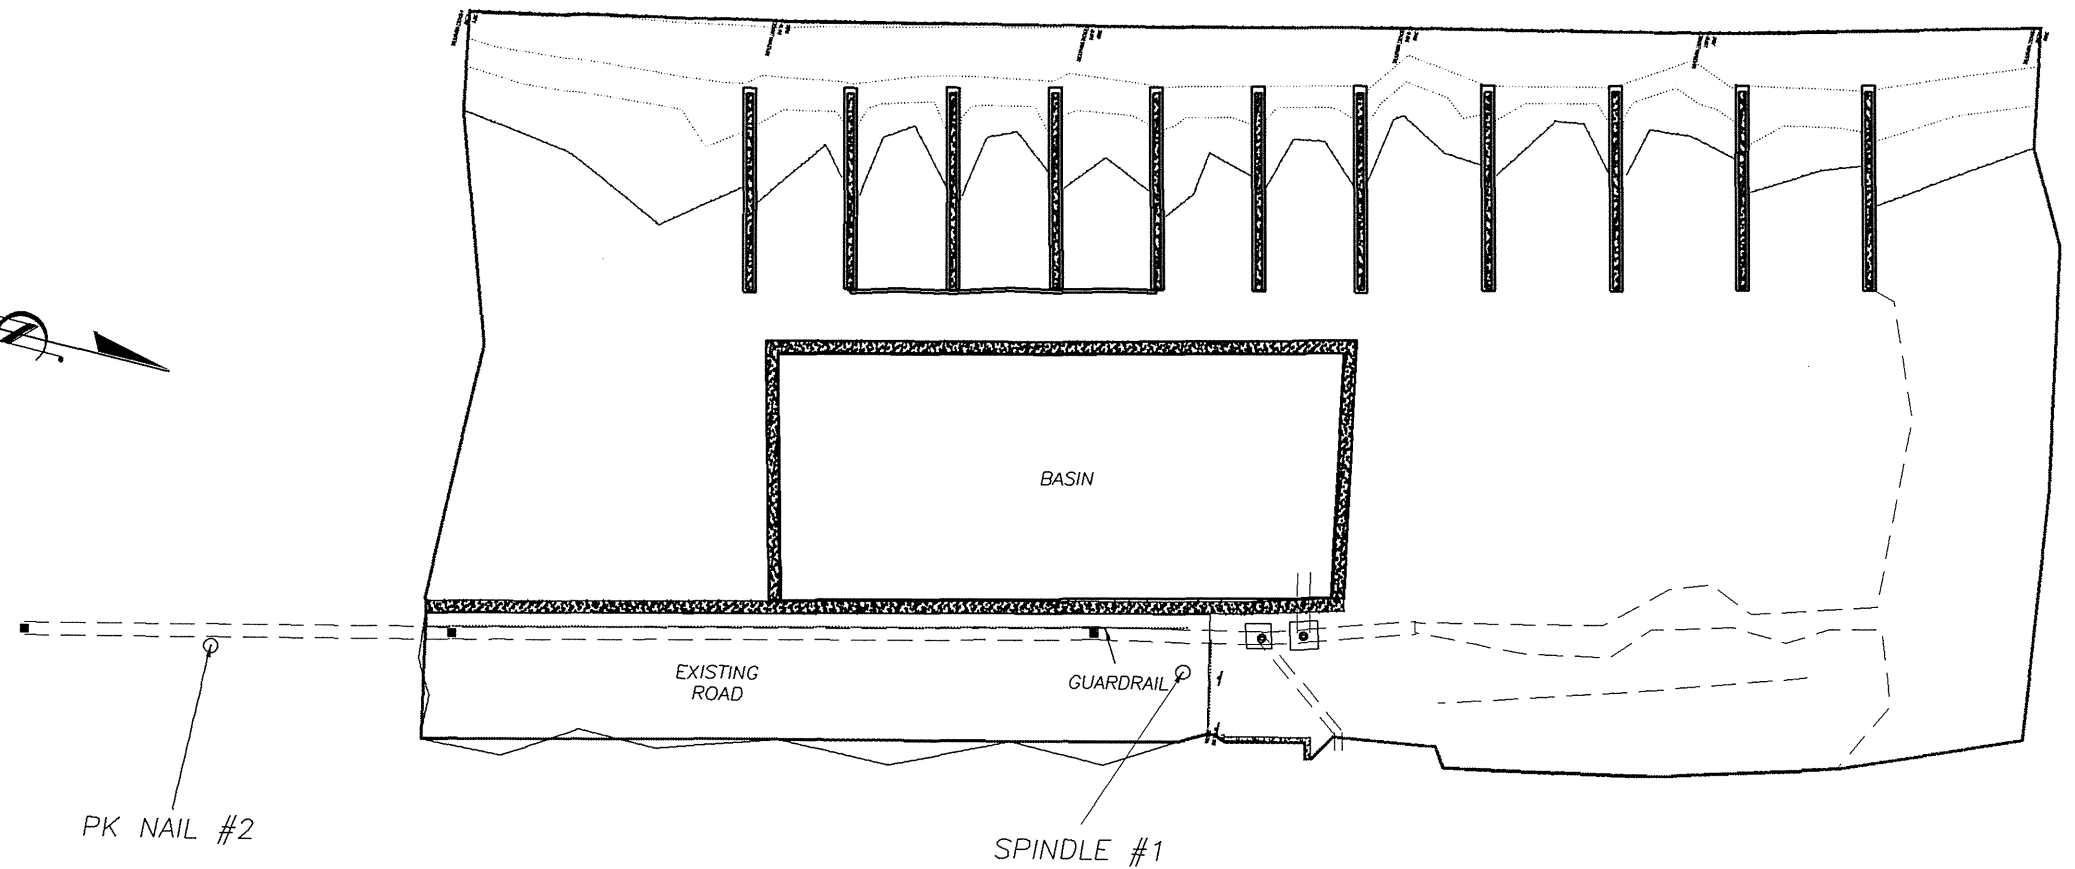 BASIN
EXISTING
ROAD
GUARDRAIL
PK NAIL #2
SPINDLE #1